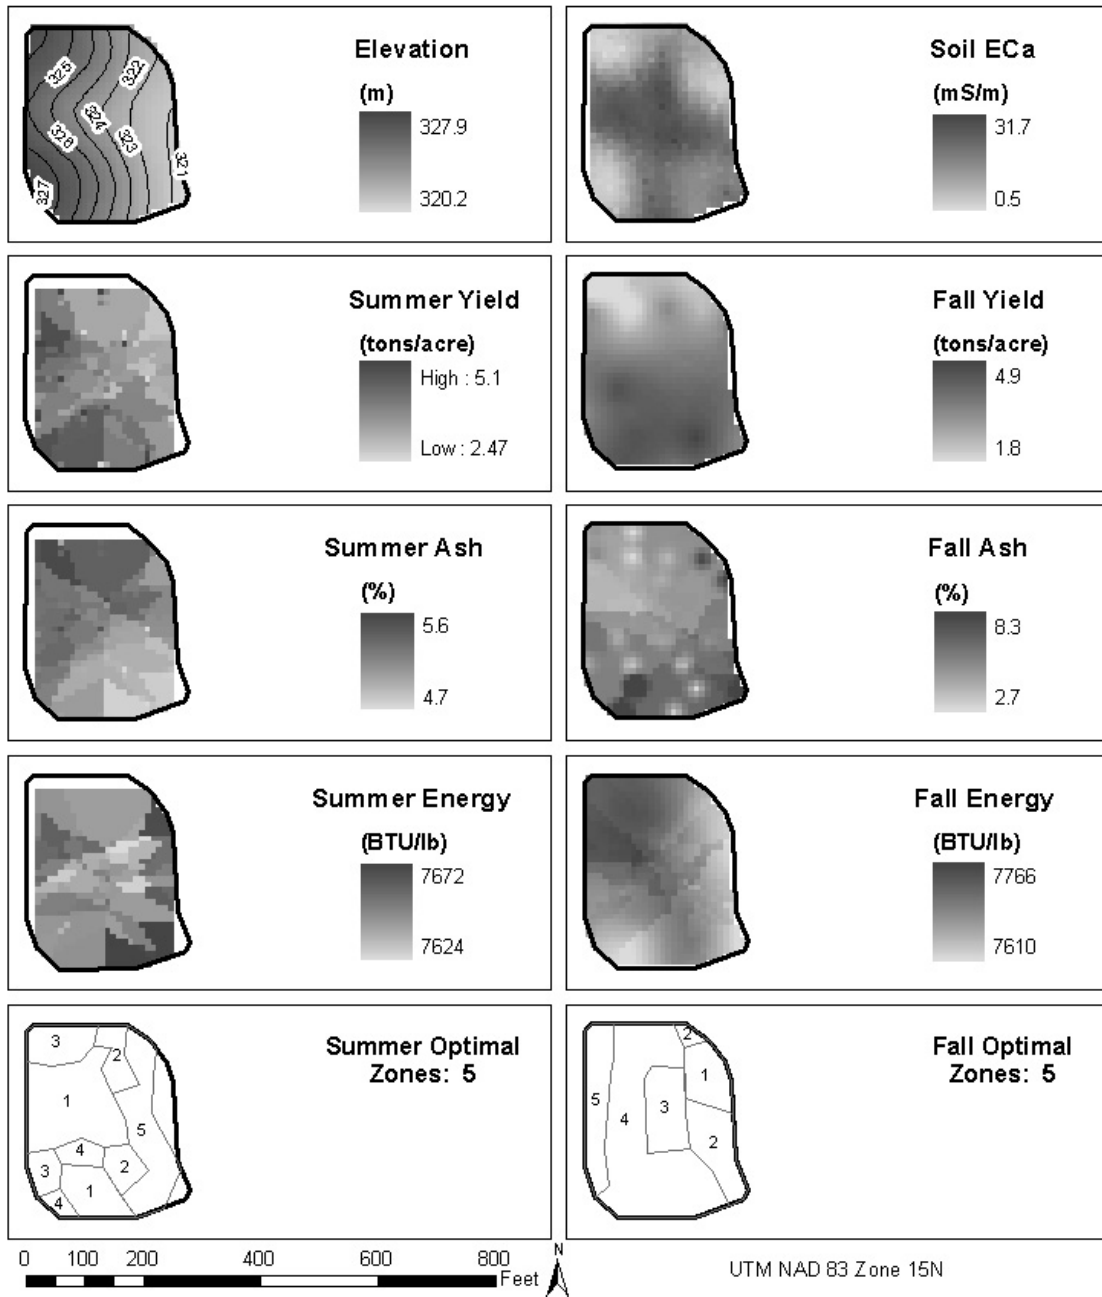 Elevation
(m)
327.9
320.2
325
322
324
326
323
321
327
Soil ECa
(mS/m)
31.7
0.5
Summer Yield
(tons/acre)
High : 5.1
Low : 2.47
Fall Yield
(tons/acre)
4.9
1.8
Summer Ash
(%)
5.6
4.7
Fall Ash
(%)
8.3
2.7
Summer Energy
(BTU/lb)
7672
7624
Fall Energy
(BTU/lb)
7766
7610
Summer Optimal
Zones: 5
3
2
1
5
4
3
2
4
1
Fall Optimal
Zones: 5
2
1
5
4
3
2
0 100 200 400 600 800
Feet
N
UTM NAD 83 Zone 15N